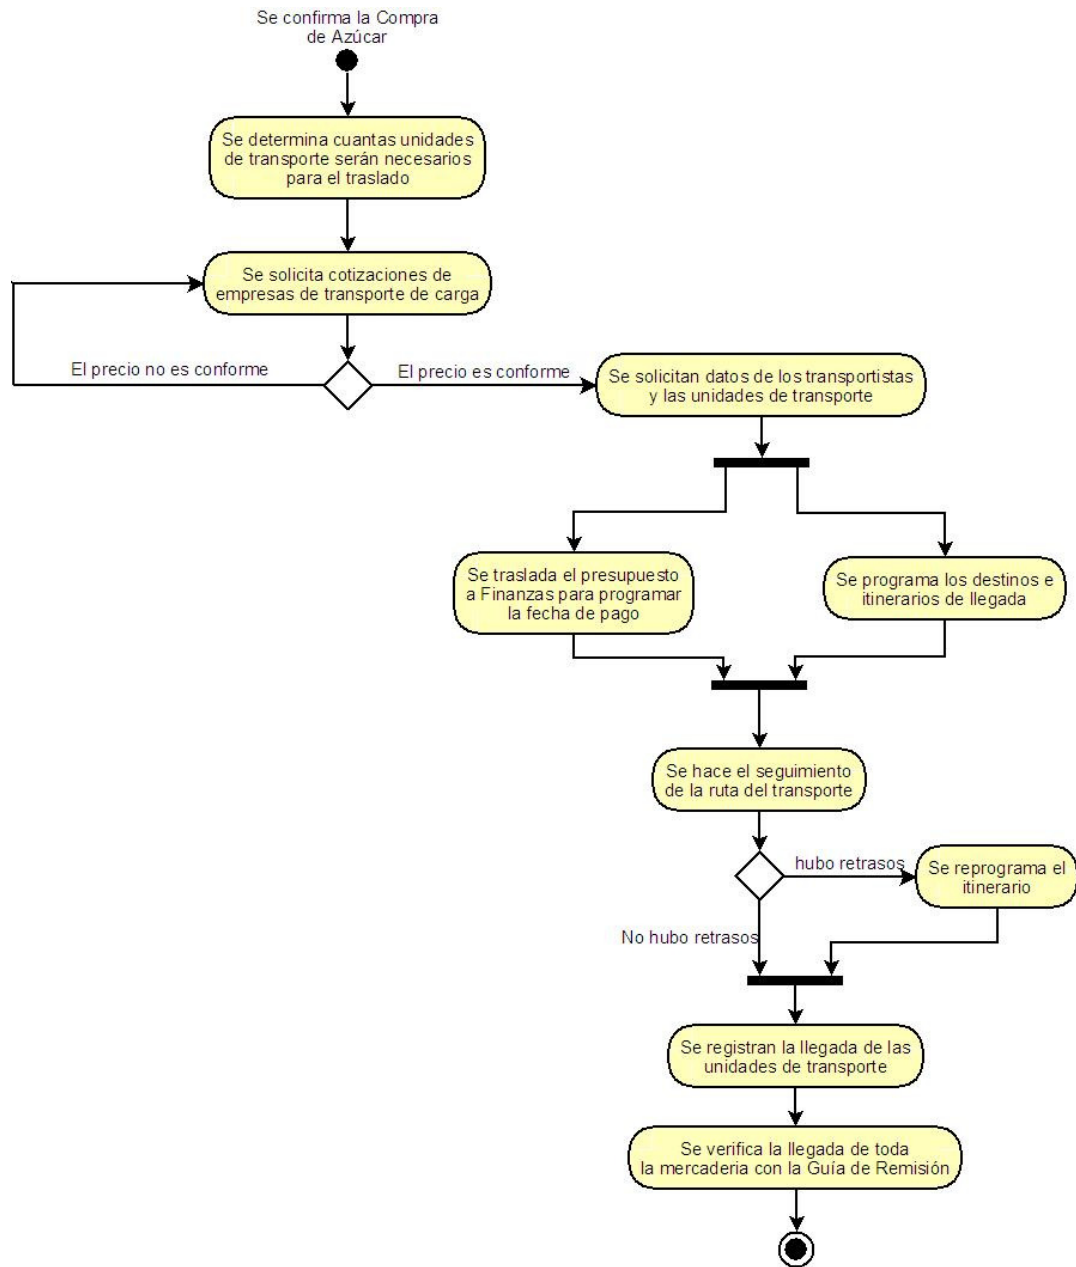 Se confirma la Compra
de Azúcar
Se determina cuantas unidades
de transporte serán necesarios
para el traslado
Se solicita cotizaciones de
empresas de transporte de carga
El precio no es conforme
El precio es conforme
Se solicitan datos de los transportistas
y las unidades de transporte
Se traslada el presupuesto
a Finanzas para programar
la fecha de pago
Se programa los destinos e
itinerarios de llegada
Se hace el seguimiento
de la ruta del transporte
hubo retrasos
Se reprograma el
itinerario
No hubo retrasos
Se registran la llegada de las
unidades de transporte
Se verifica la llegada de toda
la mercaderia con la Guía de Remisión